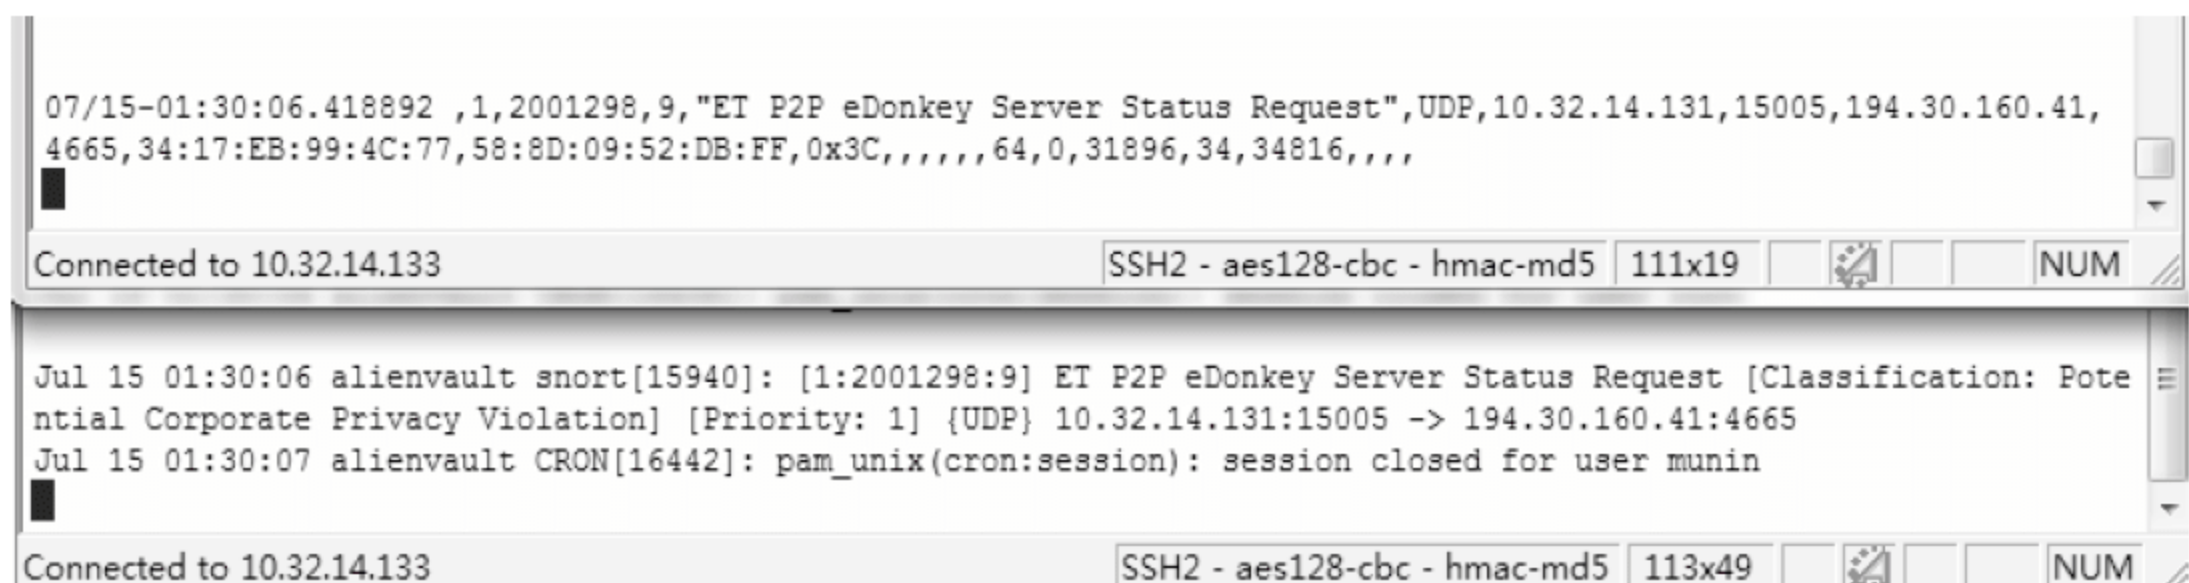 07/15-01:30:06.418892 ,1,2001298,9,"ET P2P eDonkey Server Status Request",UDP,10.32.14.131,15005,194.30.160.41,
4665,34:17:EB:99:4C:77,58:8D:09:52:DB:FF,0x3C,,,,,,64,0,31896,34,34816,,,,
Connected to 10.32.14.133 SSH2 - aes128-cbc - hmac-md5 111x19 NUM
Jul 15 01:30:06 alienvault snort[15940]: [1:2001298:9] ET P2P eDonkey Server Status Request [Classification: Pote
ntial Corporate Privacy Violation] [Priority: 1] {UDP} 10.32.14.131:15005 -> 194.30.160.41:4665
Jul 15 01:30:07 alienvault CRON[16442]: pam_unix(cron:session): session closed for user munin
Connected to 10.32.14.133 SSH2 - aes128-cbc - hmac-md5 113x49 NUM